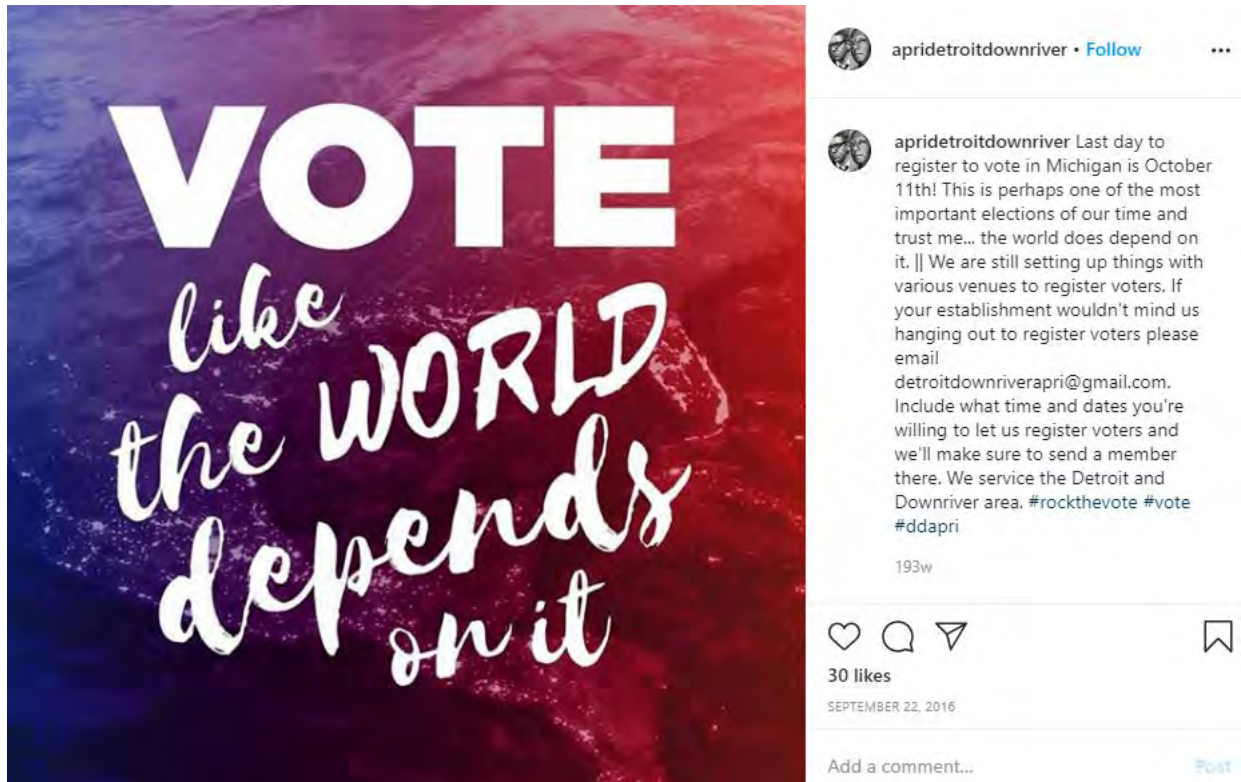 VOTE
like
the WORLD
depends
on it
apridetroitdownriver • Follow
apridetroitdownriver Last day to
register to vote in Michigan is October
11th! This is perhaps one of the most
important elections of our time and
trust me... the world does depend on
it. || We are still setting up things with
various venues to register voters. If
your establishment wouldn't mind us
hanging out to register voters please
email
detroitdownriverapri@gmail.com.
Include what time and dates you're
willing to let us register voters and
we'll make sure to send a member
there. We service the Detroit and
Downriver area. #rockthevote #vote
#ddapri
193w
30 likes
SEPTEMBER 22, 2016
Add a comment...
Post